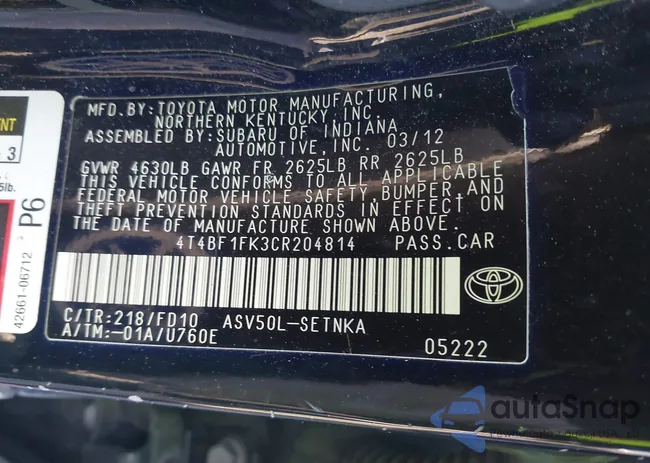 MFD.BY:TOYOTA MOTOR MANUFACTURING,
NORTHERN KENTUCKY,INC.
ASSEMBLED BY:SUBARU OF INDIANA
AUTOMOTIVE,INC. 03/12
GVWR 4630LB GAWR FR 2625LB RR 2625LB
THIS VEHICLE CONFORMS TO ALL APPLICABLE
FEDERAL MOTOR VEHICLE SAFETY,BUMPER,AND
THEFT PREVENTION STANDARDS IN EFFECT ON
THE DATE OF MANUFACTURE SHOWN ABOVE.
4T4BF1FK3CR204814 PASS.CAR
C/TR:218/FD10 ASV50L-SETNKA
A/TM:-01A/U760E
05222
P6
42661-06712
3
autoSnap